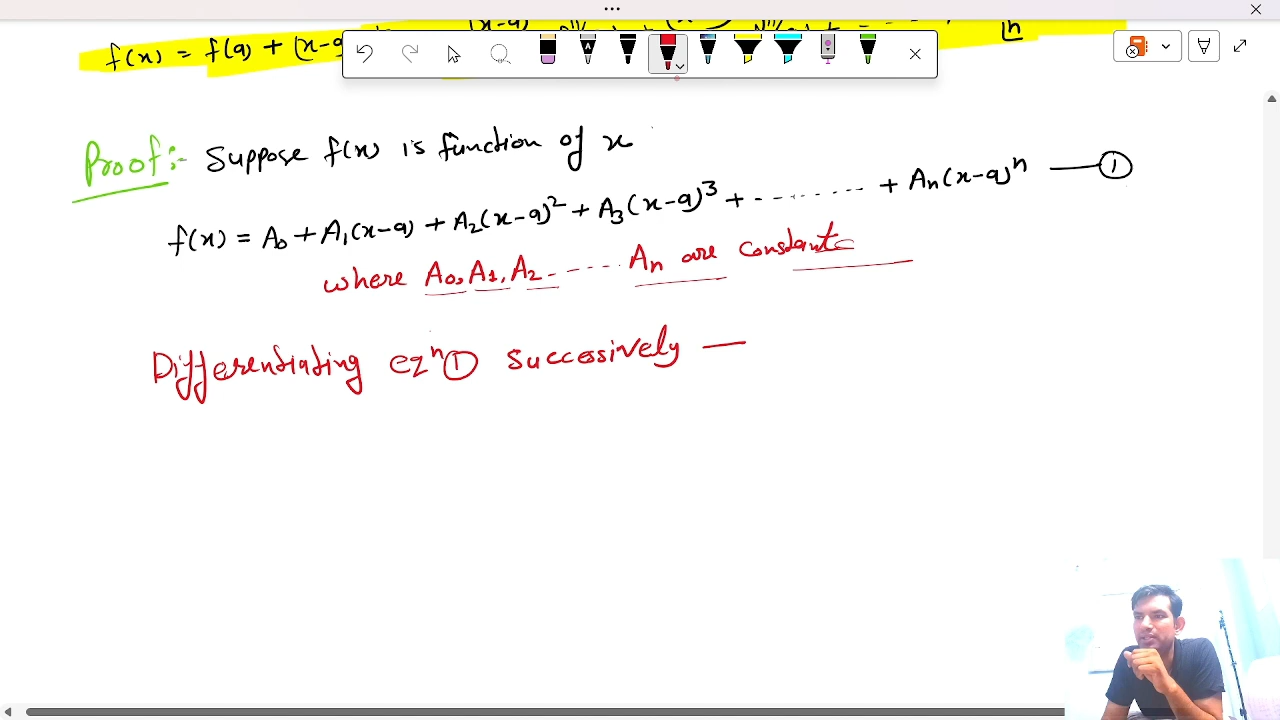 f(x) = f(a) + (x-a
Proof :- Suppose f(x) is function of x
f(x) = A₀ + A₁(x-a) + A₂(x-a)² + A₃(x-a)³ + - - - - - - - - + Aₙ(x-a)ⁿ —— ①
where A₀, A₁, A₂ - - - - - Aₙ are constants
Differentiating eqⁿ ① successively —